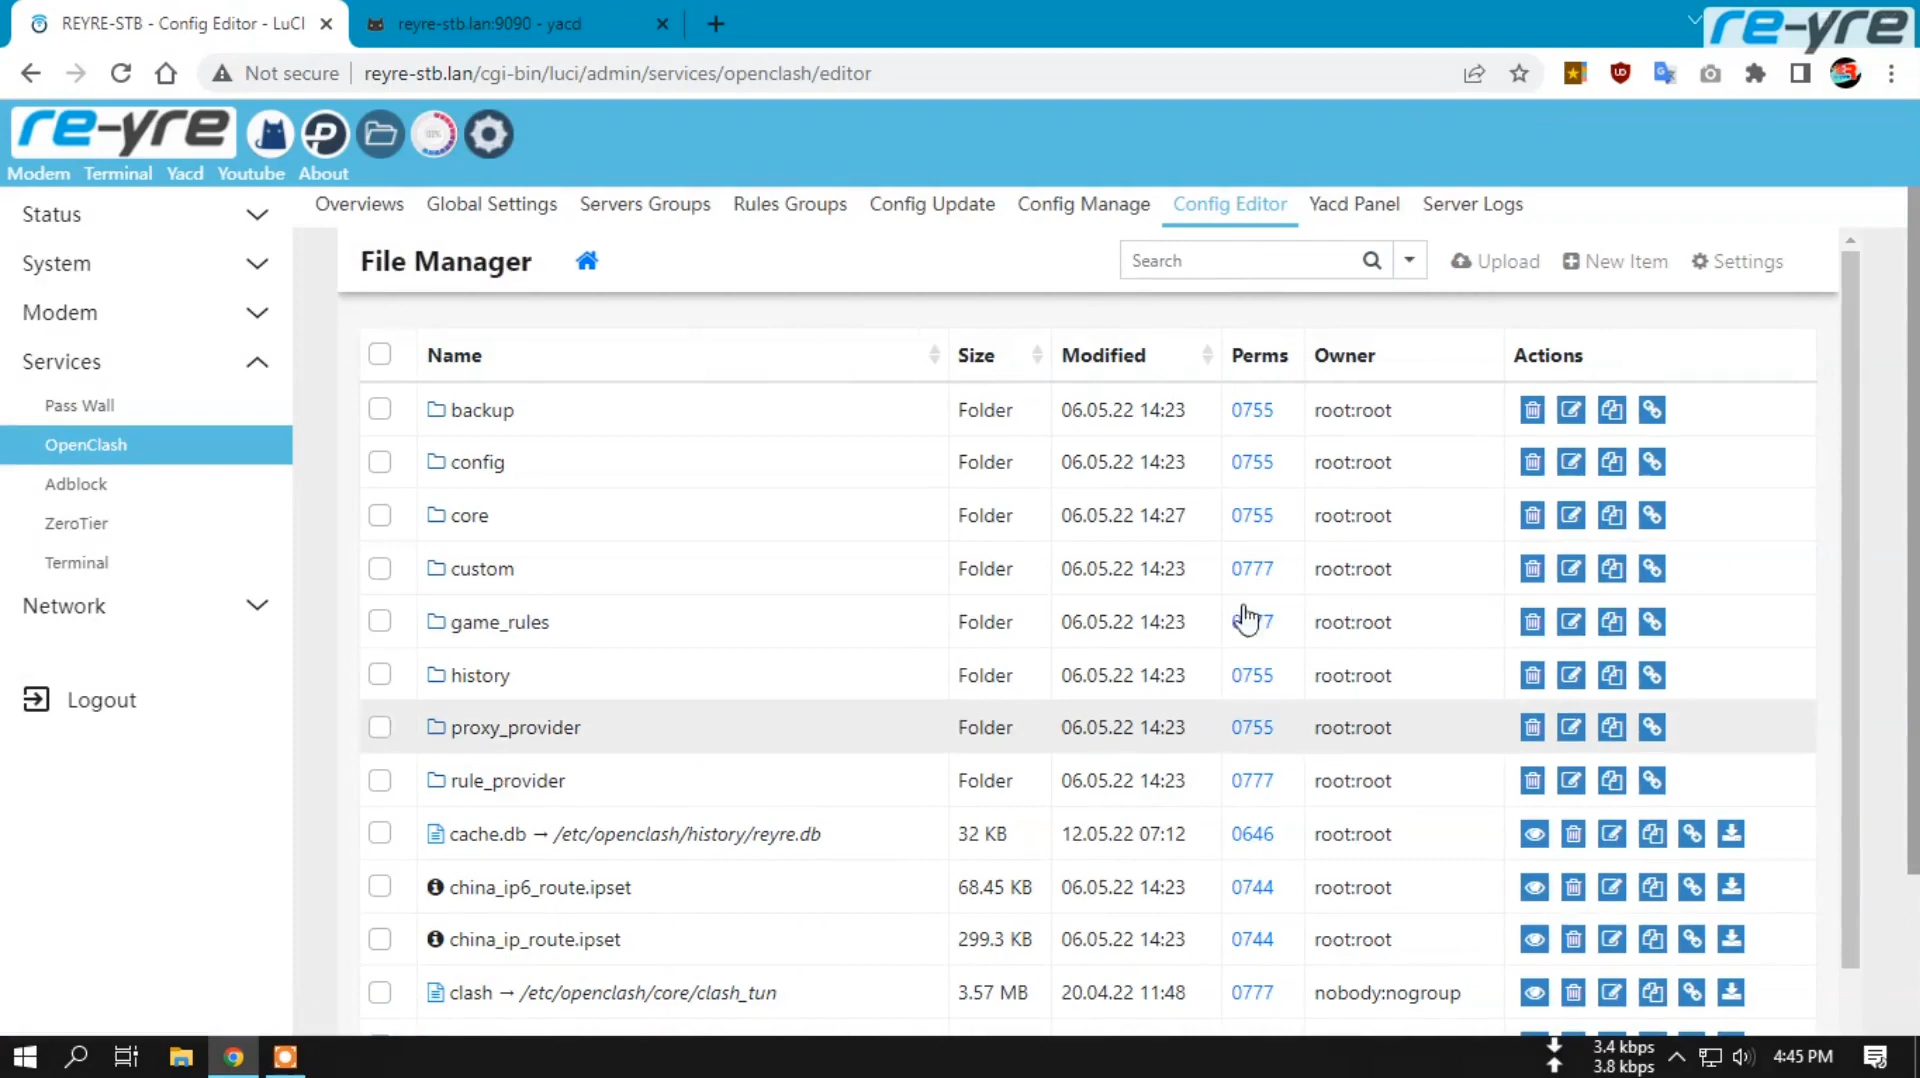 REYRE-STB - Config Editor - LuCI
reyre-stb.lan:9090 - yacd
re-yre
Not secure
reyre-stb.lan/cgi-bin/luci/admin/services/openclash/editor
re-yre
Modem Terminal Yacd Youtube About
Status
System
Modem
Services
Pass Wall
OpenClash
Adblock
ZeroTier
Terminal
Network
Logout
Overviews Global Settings Servers Groups Rules Groups Config Update Config Manage Config Editor Yacd Panel Server Logs
File Manager
Search
Upload New Item Settings
Name Size Modified Perms Owner Actions
backup Folder 06.05.22 14:23 0755 root:root
config Folder 06.05.22 14:23 0755 root:root
core Folder 06.05.22 14:27 0755 root:root
custom Folder 06.05.22 14:23 0777 root:root
game_rules Folder 06.05.22 14:23 root:root
history Folder 06.05.22 14:23 0755 root:root
proxy_provider Folder 06.05.22 14:23 0755 root:root
rule_provider Folder 06.05.22 14:23 0777 root:root
cache.db → /etc/openclash/history/reyre.db 32 KB 12.05.22 07:12 0646 root:root
china_ip6_route.ipset 68.45 KB 06.05.22 14:23 0744 root:root
china_ip_route.ipset 299.3 KB 06.05.22 14:23 0744 root:root
clash → /etc/openclash/core/clash_tun 3.57 MB 20.04.22 11:48 0777 nobody:nogroup
3.4 kbps
3.8 kbps
4:45 PM